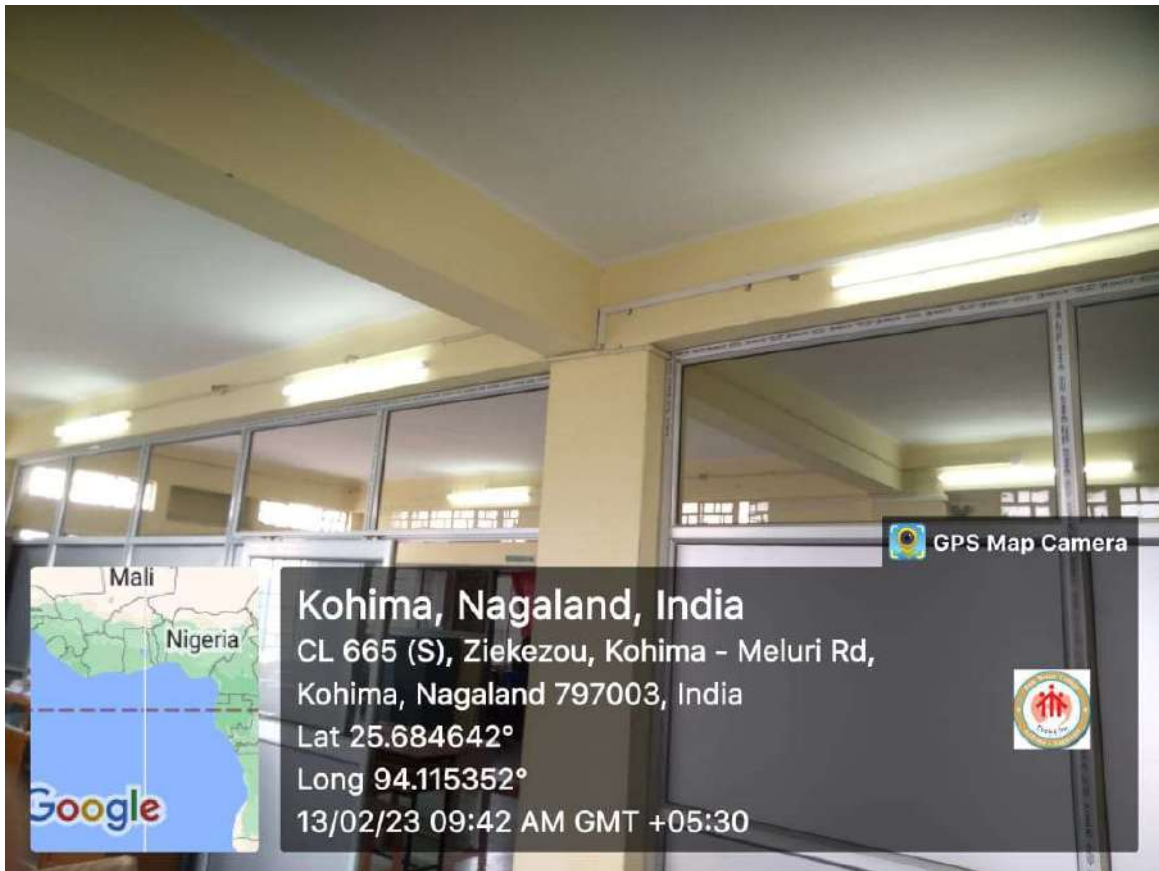 GPS Map Camera
Mali
Nigeria
Google
Kohima, Nagaland, India
CL 665 (S), Ziekezou, Kohima - Meluri Rd,
Kohima, Nagaland 797003, India
Lat 25.684642°
Long 94.115352°
13/02/23 09:42 AM GMT +05:30